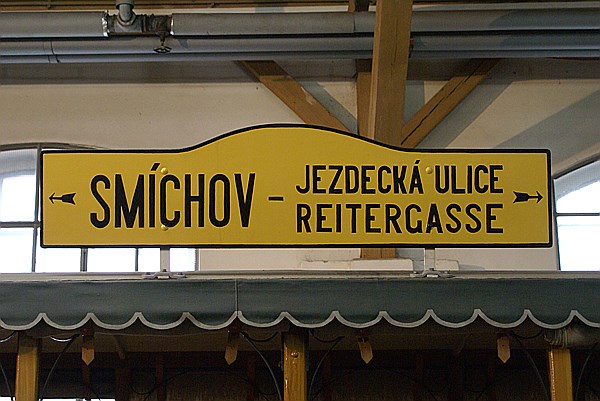 SMÍCHOV - JEZDECKÁ ULICE
REITERGASSE